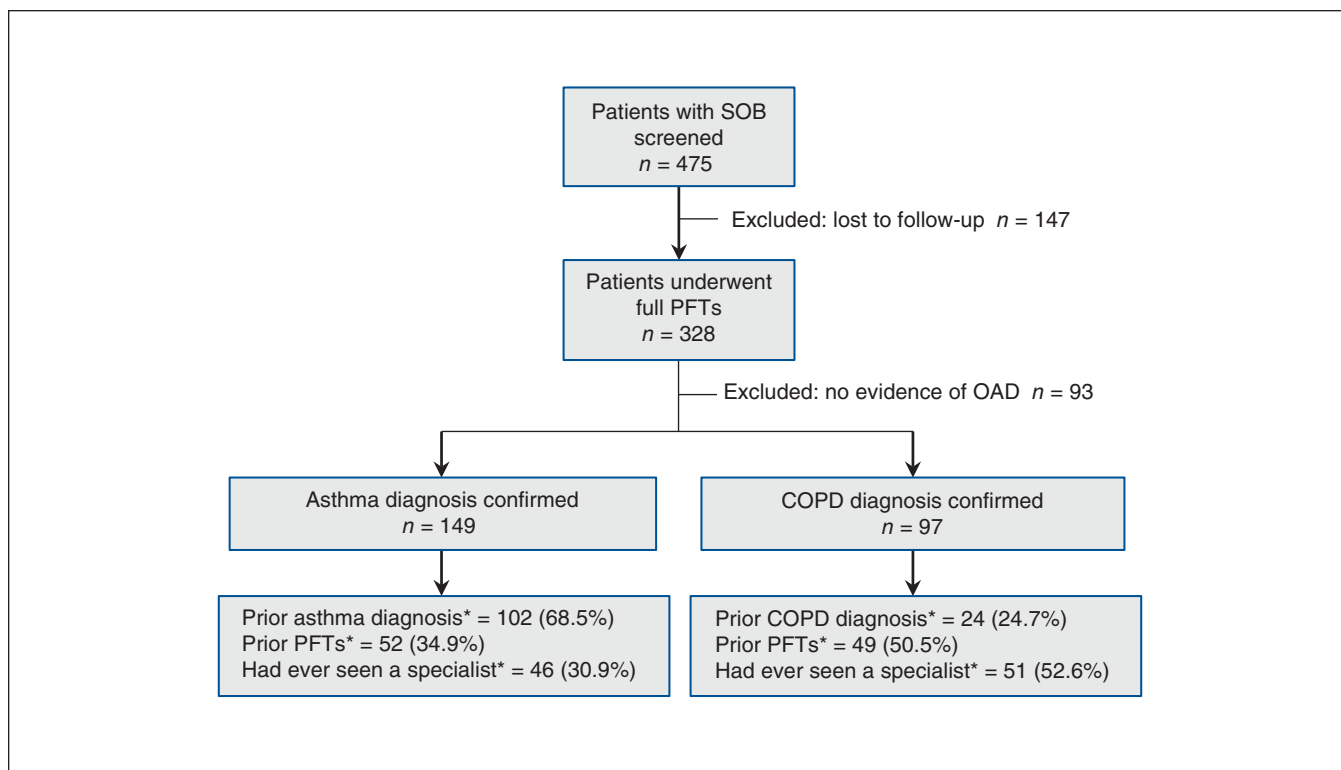 Patients with SOB
screened
n = 475
Excluded: lost to follow-up n = 147
Patients underwent
full PFTs
n = 328
Excluded: no evidence of OAD n = 93
Asthma diagnosis confirmed
n = 149
COPD diagnosis confirmed
n = 97
Prior asthma diagnosis* = 102 (68.5%)
Prior PFTs* = 52 (34.9%)
Had ever seen a specialist* = 46 (30.9%)
Prior COPD diagnosis* = 24 (24.7%)
Prior PFTs* = 49 (50.5%)
Had ever seen a specialist* = 51 (52.6%)